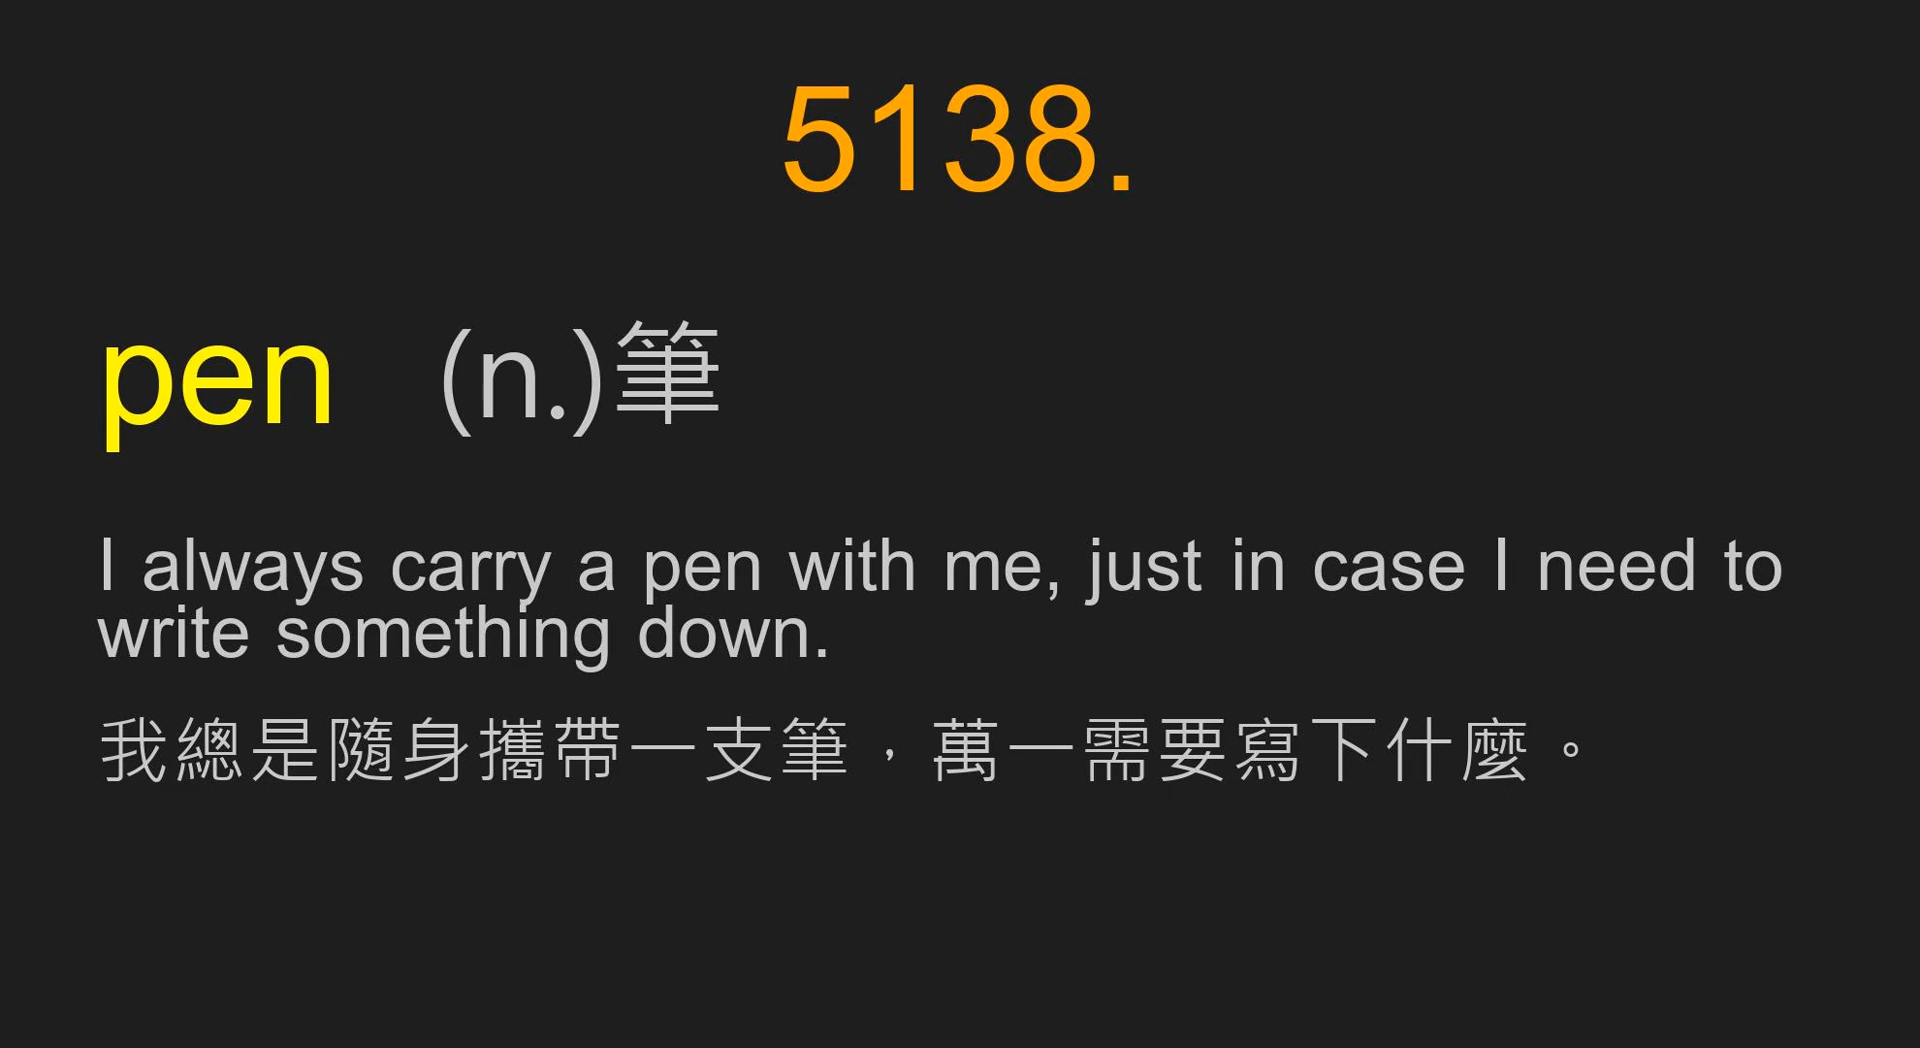 5138.
pen (n.)筆
I always carry a pen with me, just in case I need to
write something down.
我總是隨身攜帶一支筆，萬一需要寫下什麼。